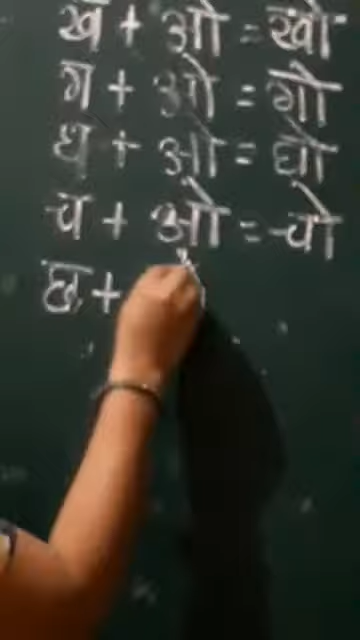 ख + ओ = खो
ग + ओ = गो
घ + ओ = घो
च + ओ = चो
छ +